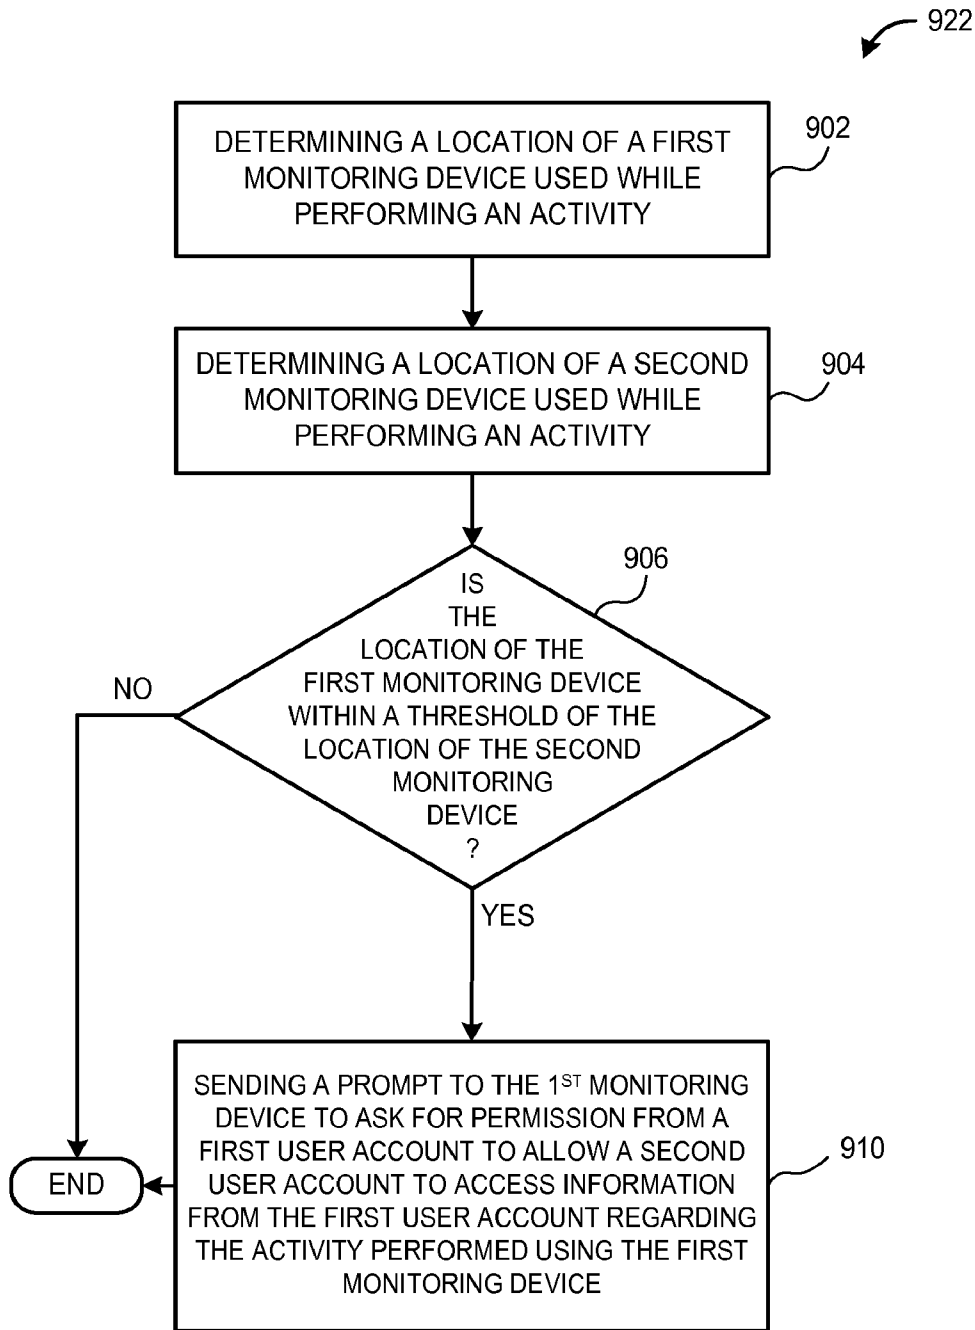 922
DETERMINING A LOCATION OF A FIRST
MONITORING DEVICE USED WHILE
PERFORMING AN ACTIVITY
902
DETERMINING A LOCATION OF A SECOND
MONITORING DEVICE USED WHILE
PERFORMING AN ACTIVITY
904
IS
THE
LOCATION OF THE
FIRST MONITORING DEVICE
WITHIN A THRESHOLD OF THE
LOCATION OF THE SECOND
MONITORING
DEVICE
?
906
NO
YES
SENDING A PROMPT TO THE 1ST MONITORING
DEVICE TO ASK FOR PERMISSION FROM A
FIRST USER ACCOUNT TO ALLOW A SECOND
USER ACCOUNT TO ACCESS INFORMATION
FROM THE FIRST USER ACCOUNT REGARDING
THE ACTIVITY PERFORMED USING THE FIRST
MONITORING DEVICE
910
END